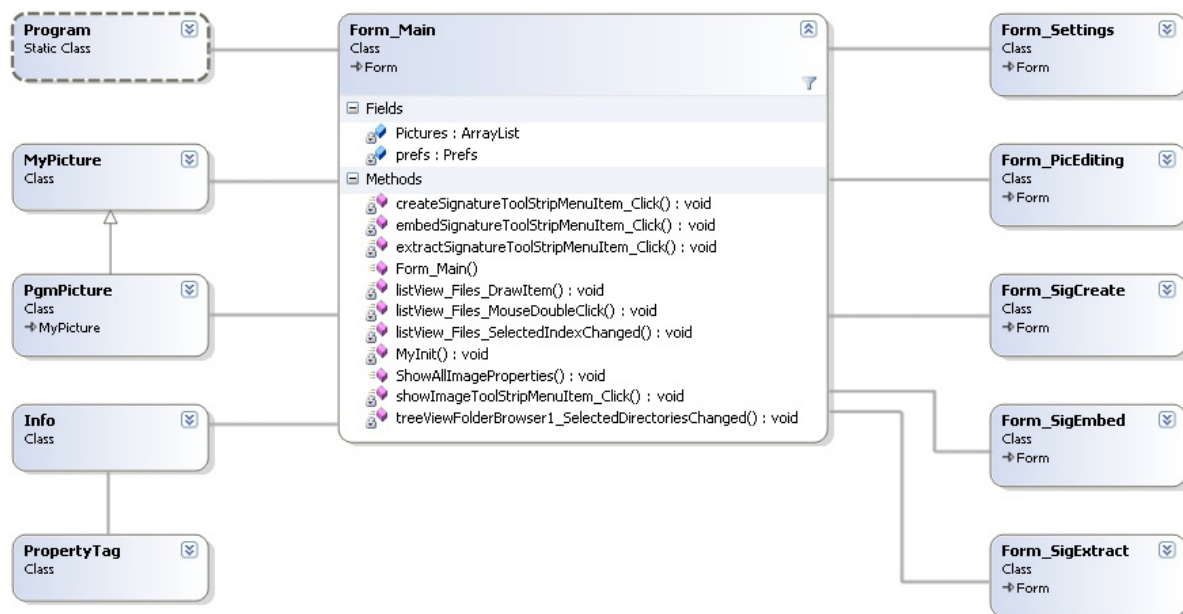 Program
Static Class
MyPicture
Class
PgmPicture
Class
MyPicture
Info
Class
PropertyTag
Class
Form_Main
Class
Form
Fields
Pictures : ArrayList
prefs : Prefs
Methods
createSignatureToolStripMenuItem_Click() : void
embedSignatureToolStripMenuItem_Click() : void
extractSignatureToolStripMenuItem_Click() : void
Form_Main()
listView_Files_DrawItem() : void
listView_Files_MouseDoubleClick() : void
listView_Files_SelectedIndexChanged() : void
MyInit() : void
ShowAllImageProperties() : void
showImageToolStripMenuItem_Click() : void
treeViewFolderBrowser1_SelectedDirectoriesChanged() : void
Form_Settings
Class
Form
Form_PicEditing
Class
Form
Form_SigCreate
Class
Form
Form_SigEmbed
Class
Form
Form_SigExtract
Class
Form